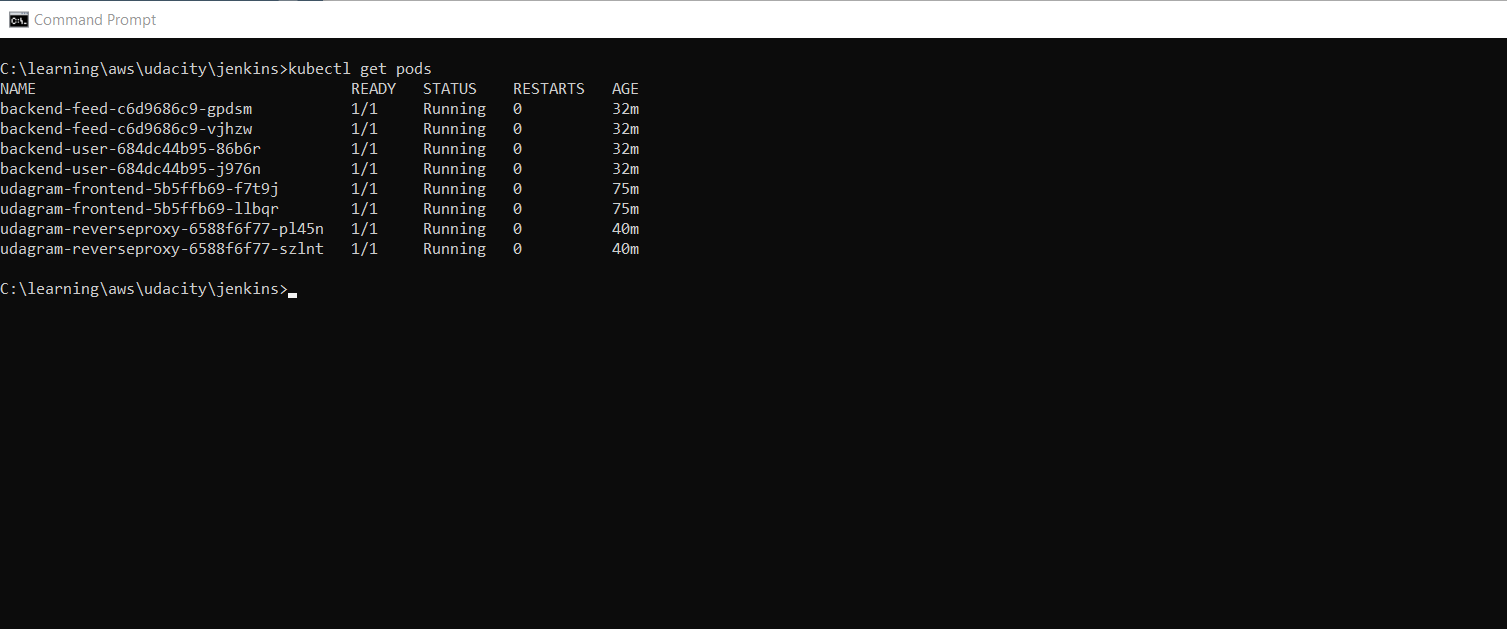 Command Prompt
C:\learning\aws\udacity\jenkins>kubectl get pods
NAME READY STATUS RESTARTS AGE
backend-feed-c6d9686c9-gpdsm 1/1 Running 0 32m
backend-feed-c6d9686c9-vjhzw 1/1 Running 0 32m
backend-user-684dc44b95-86b6r 1/1 Running 0 32m
backend-user-684dc44b95-j976n 1/1 Running 0 32m
udagram-frontend-5b5ffb69-f7t9j 1/1 Running 0 75m
udagram-frontend-5b5ffb69-llbqr 1/1 Running 0 75m
udagram-reverseproxy-6588f6f77-pl45n 1/1 Running 0 40m
udagram-reverseproxy-6588f6f77-szlnt 1/1 Running 0 40m
C:\learning\aws\udacity\jenkins>